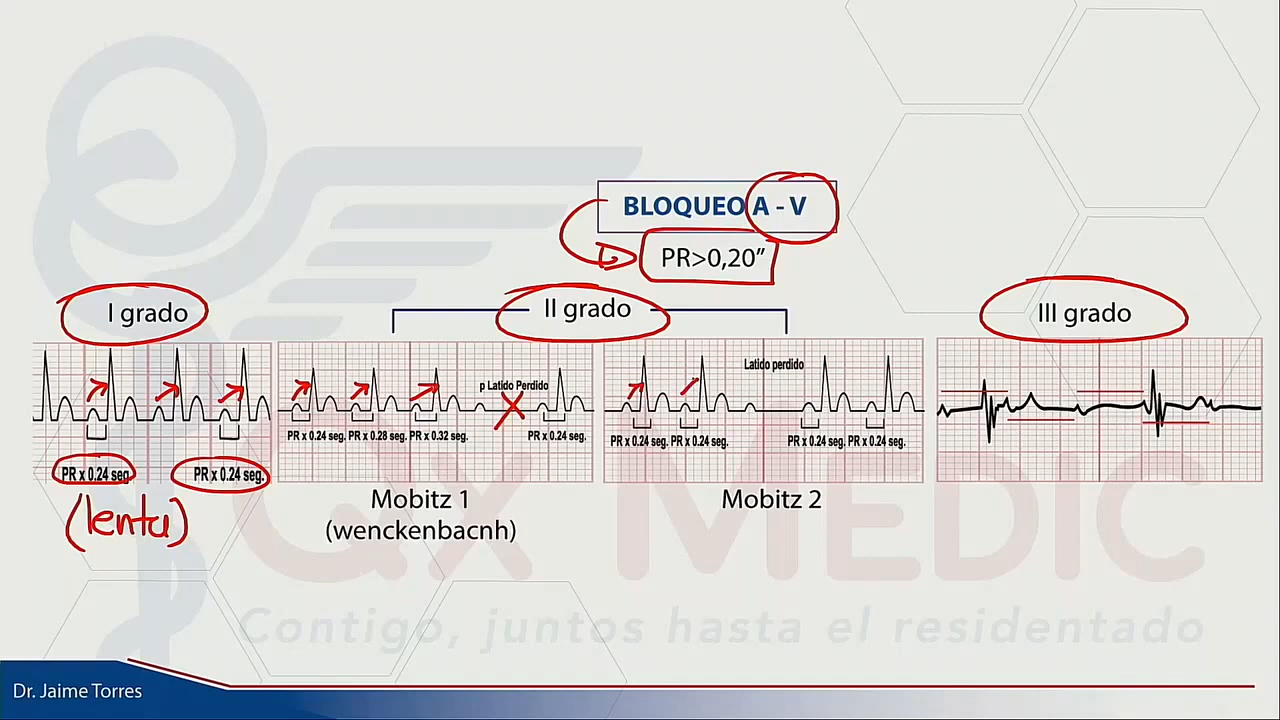 BLOQUEO A - V
PR>0,20”
I grado
II grado
III grado
p Latido Perdido
Latido perdido
PR x 0.24 seg. PR x 0.28 seg. PR x 0.32 seg. PR x 0.24 seg.
PR x 0.24 seg. PR x 0.24 seg. PR x 0.24 seg. PR x 0.24 seg.
PR x 0.24 seg. PR x 0.24 seg.
(lenta)
Mobitz 1
(wenckenbacnh)
Mobitz 2
QX MEDIC
Contigo, juntos hasta el residentado
Dr. Jaime Torres